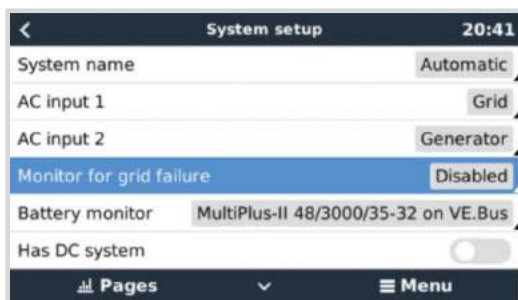 System setup 20:41
System name Automatic
AC input 1 Grid
AC input 2 Generator
Monitor for grid failure Disabled
Battery monitor MultiPlus-II 48/3000/35-32 on VE.Bus
Has DC system
Pages Menu